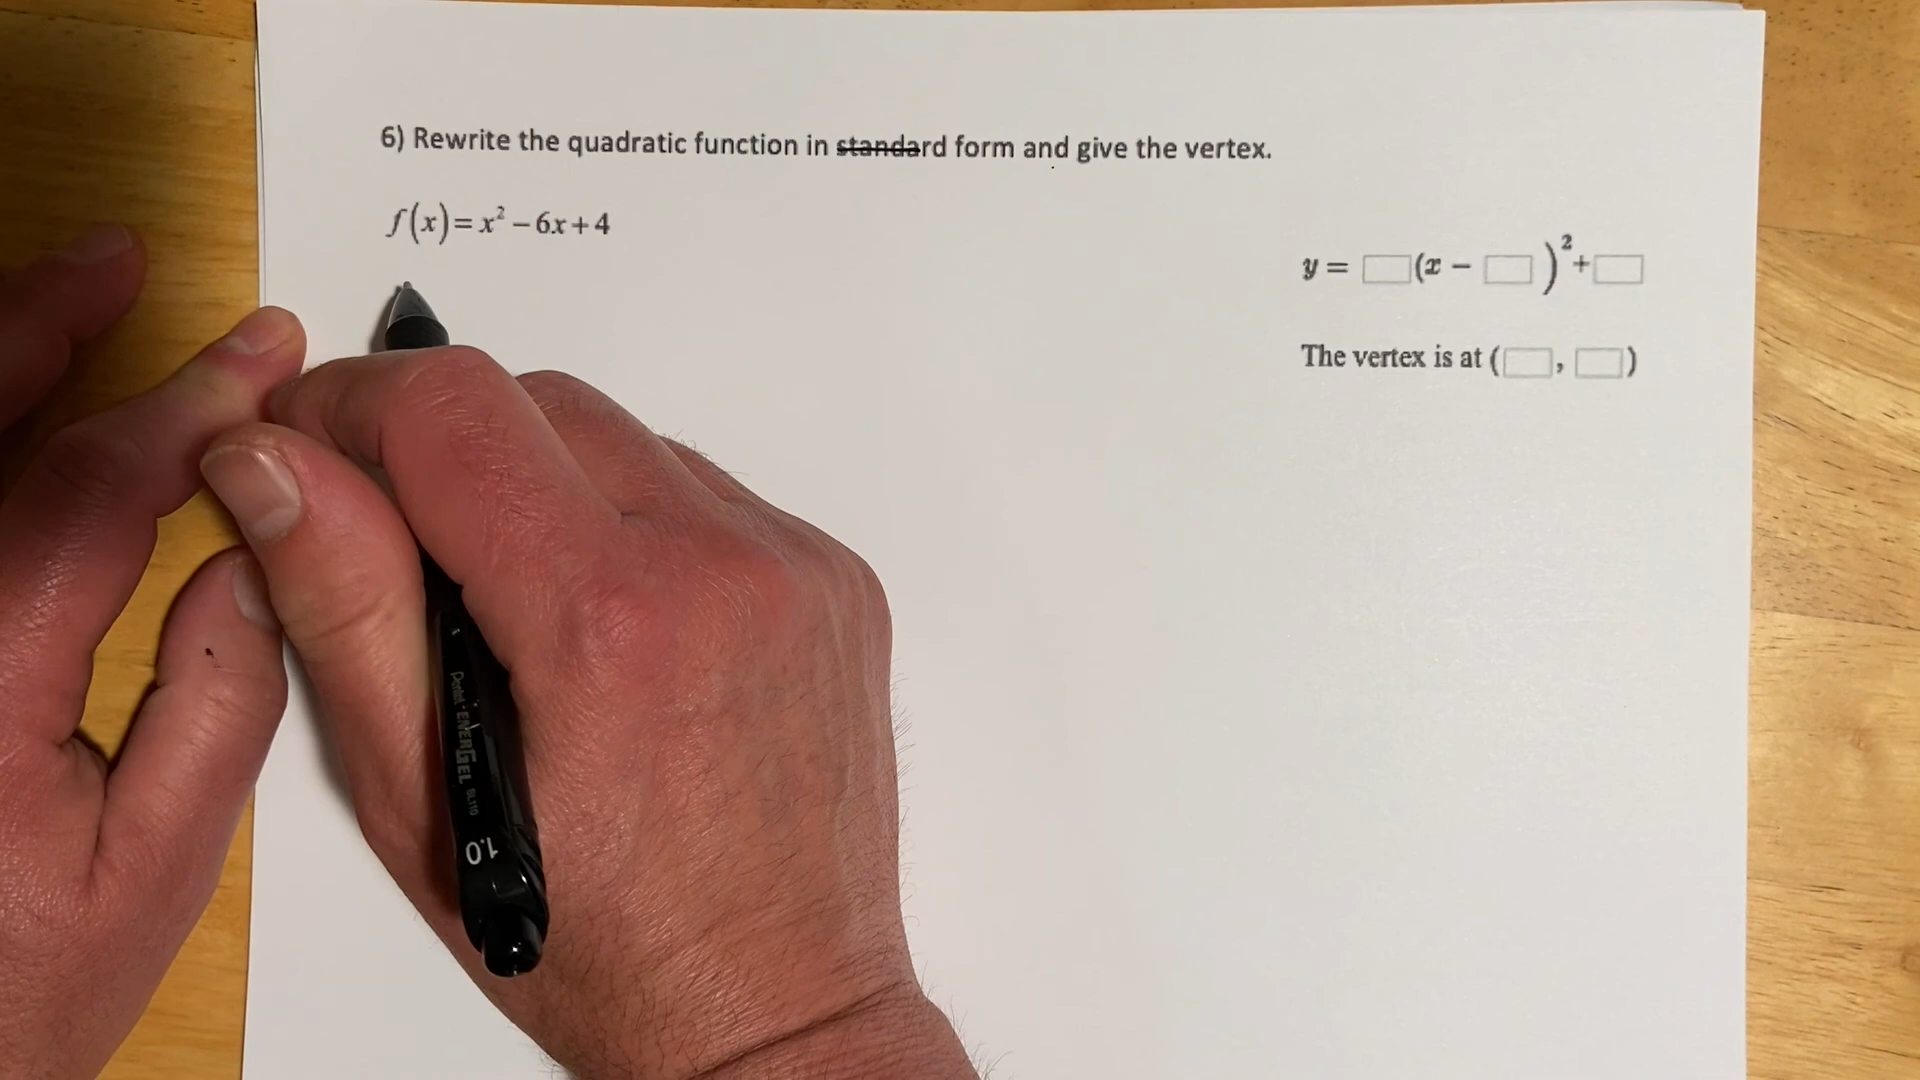 6) Rewrite the quadratic function in standard form and give the vertex.
f(x)=x²−6x+4
y = □(x − □)²+□
The vertex is at (□, □)
Pentel ENERGEL BL110
1.0